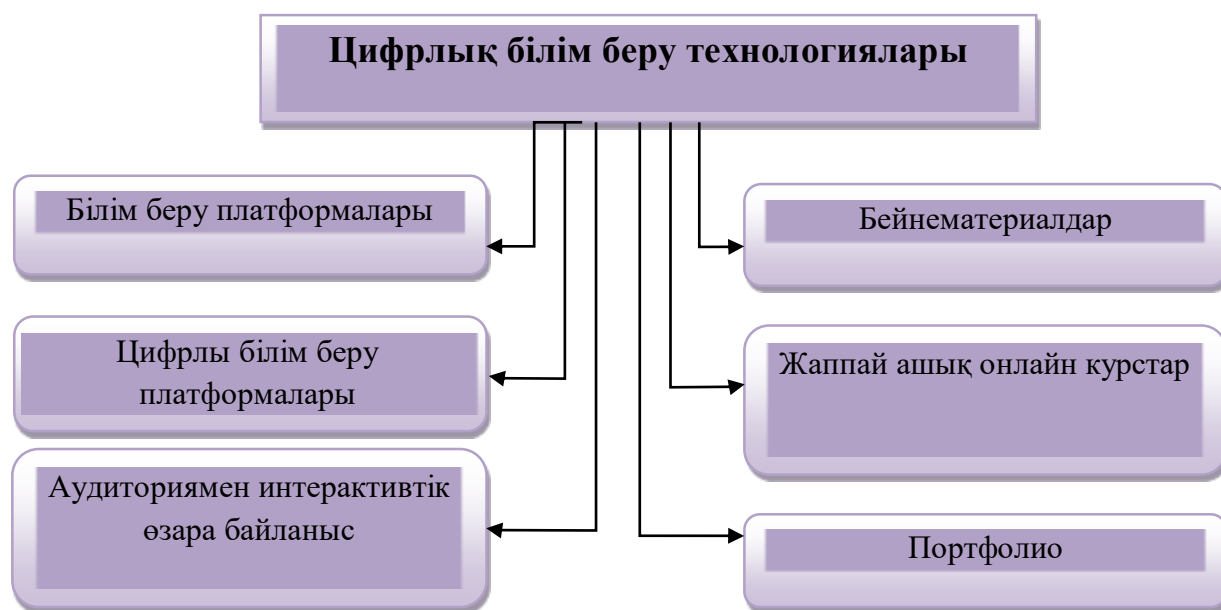 Цифрлық білім беру технологиялары
Білім беру платформалары
Цифрлы білім беру
платформалары
Аудиториямен интерактивтік
өзара байланыс
Бейнематериалдар
Жаппай ашық онлайн курстар
Портфолио